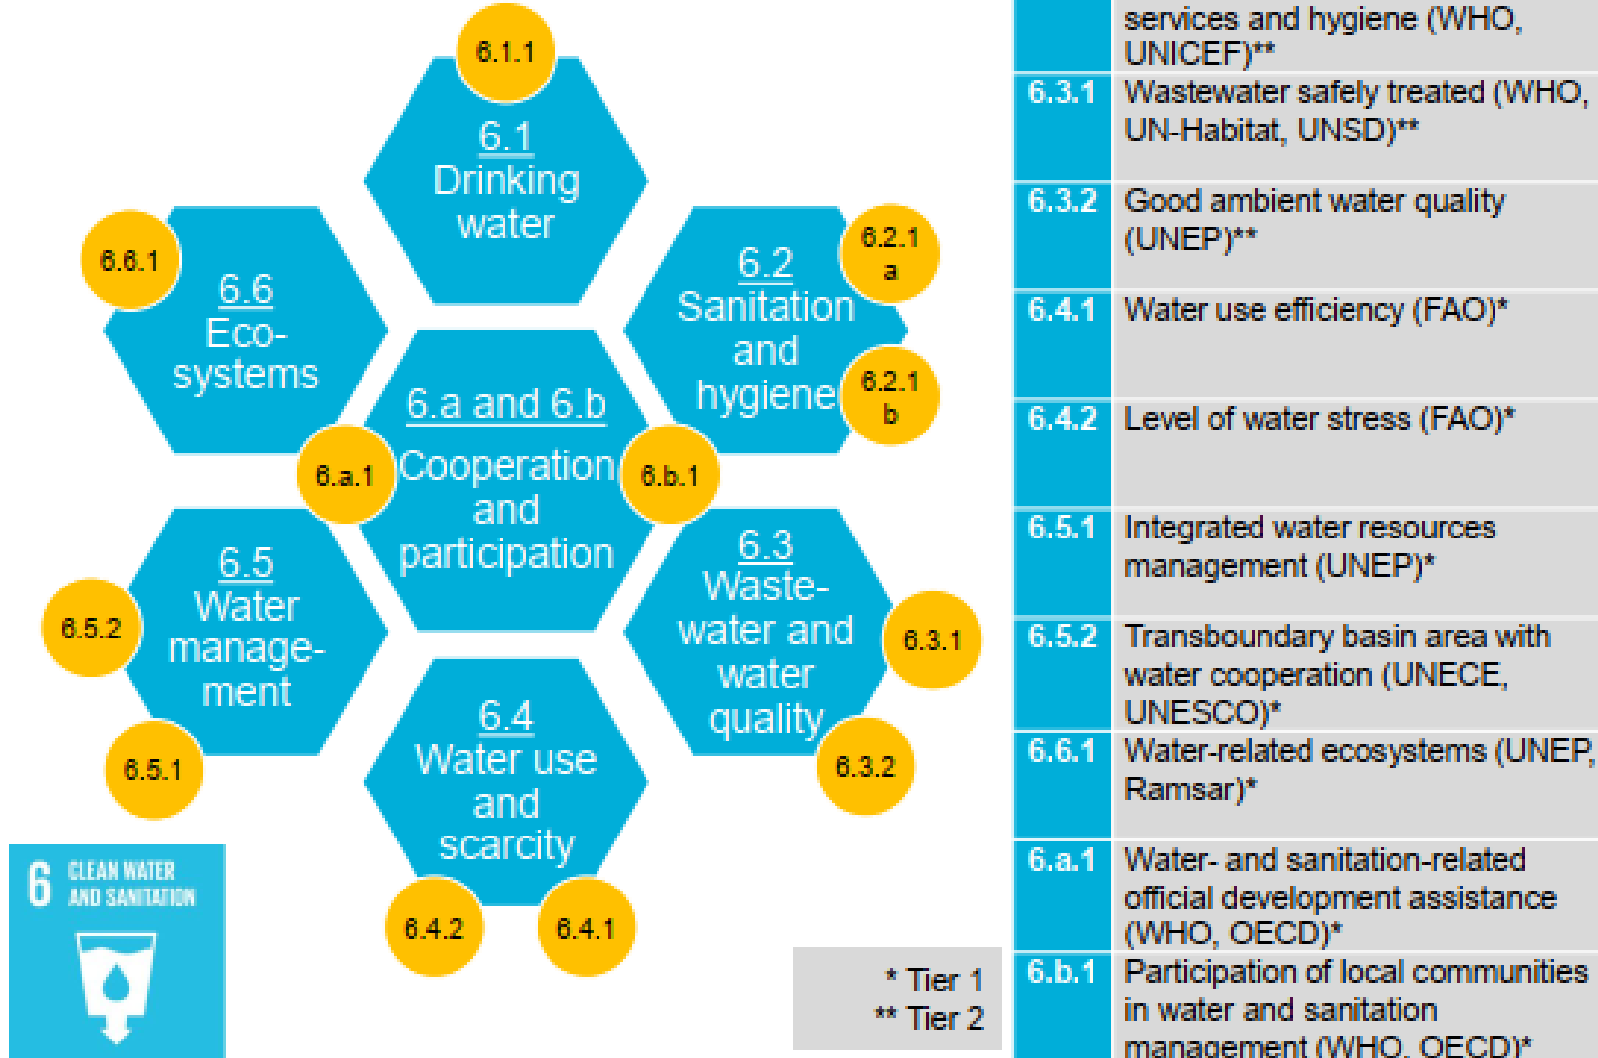 6.1.1
6.1
Drinking
water
6.6.1
6.6
Eco-
systems
6.2.1
a
6.2
Sanitation
and
hygiene
6.2.1
b
6.a and 6.b
Cooperation
and
participation
6.a.1
6.b.1
6.5
Water
manage-
ment
6.5.2
6.5.1
6.3
Waste-
water and
water
quality
6.3.1
6.3.2
6.4
Water use
and
scarcity
6.4.2
6.4.1
6 CLEAN WATER
AND SANITATION
* Tier 1
** Tier 2
services and hygiene (WHO,
UNICEF)**
6.3.1 Wastewater safely treated (WHO,
UN-Habitat, UNSD)**
6.3.2 Good ambient water quality
(UNEP)**
6.4.1 Water use efficiency (FAO)*
6.4.2 Level of water stress (FAO)*
6.5.1 Integrated water resources
management (UNEP)*
6.5.2 Transboundary basin area with
water cooperation (UNECE,
UNESCO)*
6.6.1 Water-related ecosystems (UNEP,
Ramsar)*
6.a.1 Water- and sanitation-related
official development assistance
(WHO, OECD)*
6.b.1 Participation of local communities
in water and sanitation
management (WHO, OECD)*